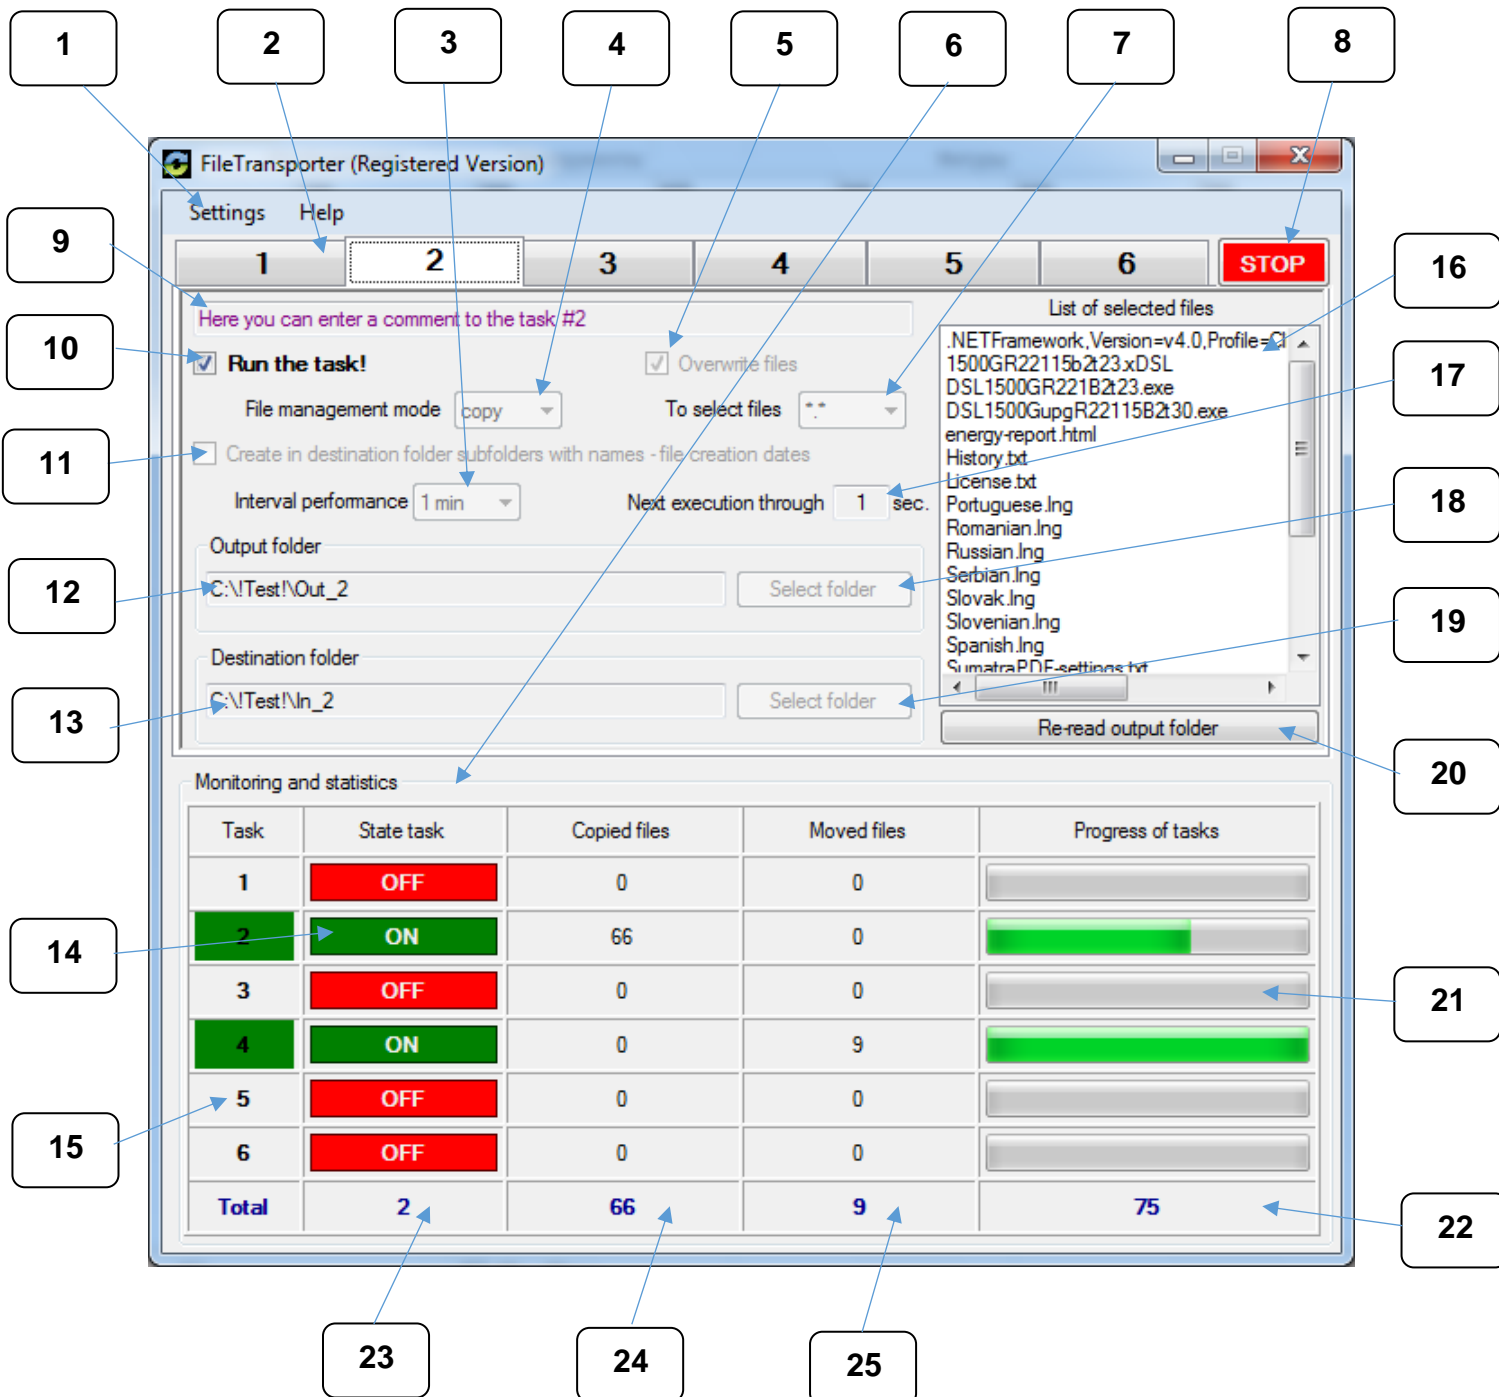 1 2 3 4 5 6 7 8
FileTransporter (Registered Version)
Settings Help
9
1 2 3 4 5 6 STOP
16
Here you can enter a comment to the task #2
List of selected files
10
Run the task!
Overwrite files
.NETFramework,Version=v4.0,Profile=Cl
1500GR22115b2t23.xDSL
DSL1500GR221B2t23.exe
DSL1500GupgR22115B2t30.exe
energy-report.html
History.txt
License.txt
Portuguese.lng
Romanian.lng
Russian.lng
Serbian.lng
Slovak.lng
Slovenian.lng
Spanish.lng
SumatraPDF-settings.txt
17
File management mode copy
To select files *.*
11
Create in destination folder subfolders with names - file creation dates
Interval performance 1 min
Next execution through 1 sec.
18
Output folder
12
C:\!Test!\Out_2 Select folder
19
Destination folder
13
C:\!Test!\In_2 Select folder
Re-read output folder
20
Monitoring and statistics
Task State task Copied files Moved files Progress of tasks
1 OFF 0 0
14
2 ON 66 0
3 OFF 0 0
21
4 ON 0 9
5 OFF 0 0
15
6 OFF 0 0
Total 2 66 9 75
22
23 24 25